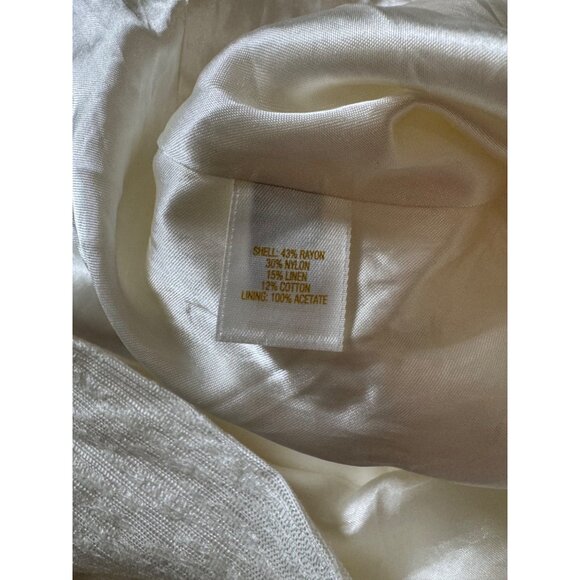 SHELL: 43% RAYON
30% NYLON
15% LINEN
12% COTTON
LINING: 100% ACETATE